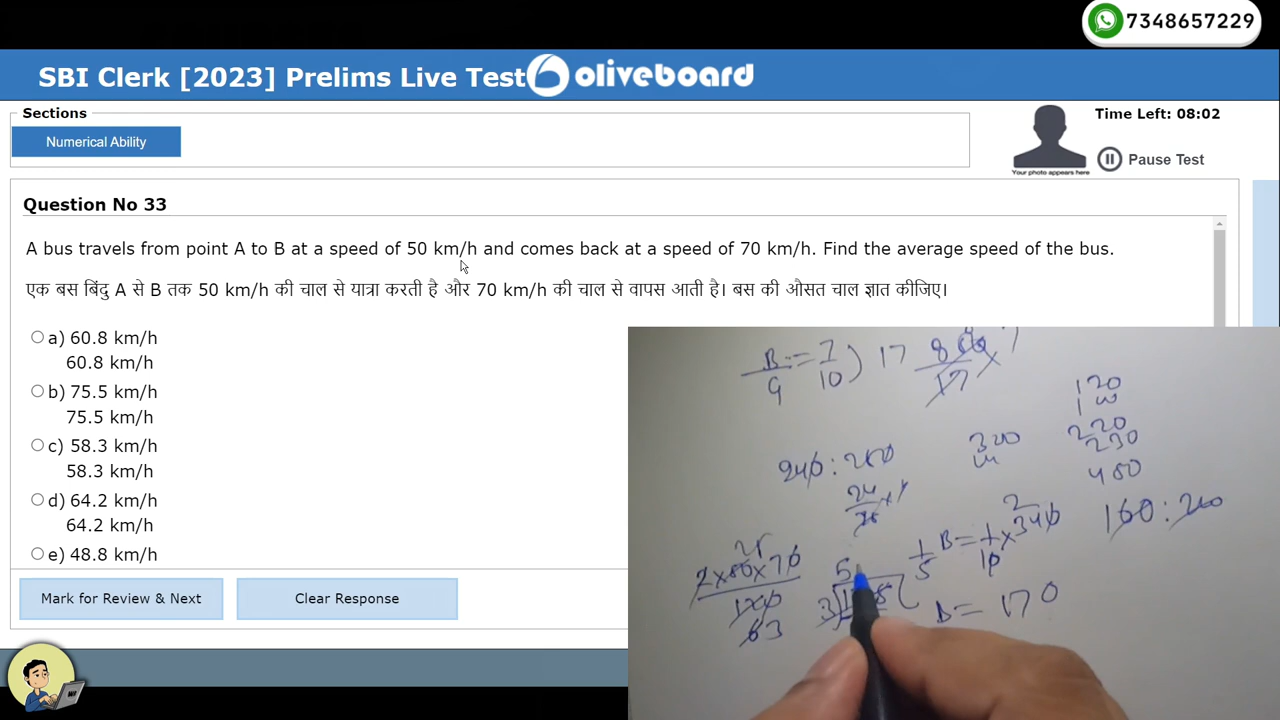 7348657229
SBI Clerk [2023] Prelims Live Test oliveboard
Sections
Numerical Ability
Time Left: 08:02
Your photo appears here
Pause Test
Question No 33
A bus travels from point A to B at a speed of 50 km/h and comes back at a speed of 70 km/h. Find the average speed of the bus.
एक बस बिंदु A से B तक 50 km/h की चाल से यात्रा करती है और 70 km/h की चाल से वापस आती है। बस की औसत चाल ज्ञात कीजिए।
a) 60.8 km/h
60.8 km/h
b) 75.5 km/h
75.5 km/h
c) 58.3 km/h
58.3 km/h
d) 64.2 km/h
64.2 km/h
e) 48.8 km/h
Mark for Review & Next
Clear Response
17
120
220
230
450
B = 170